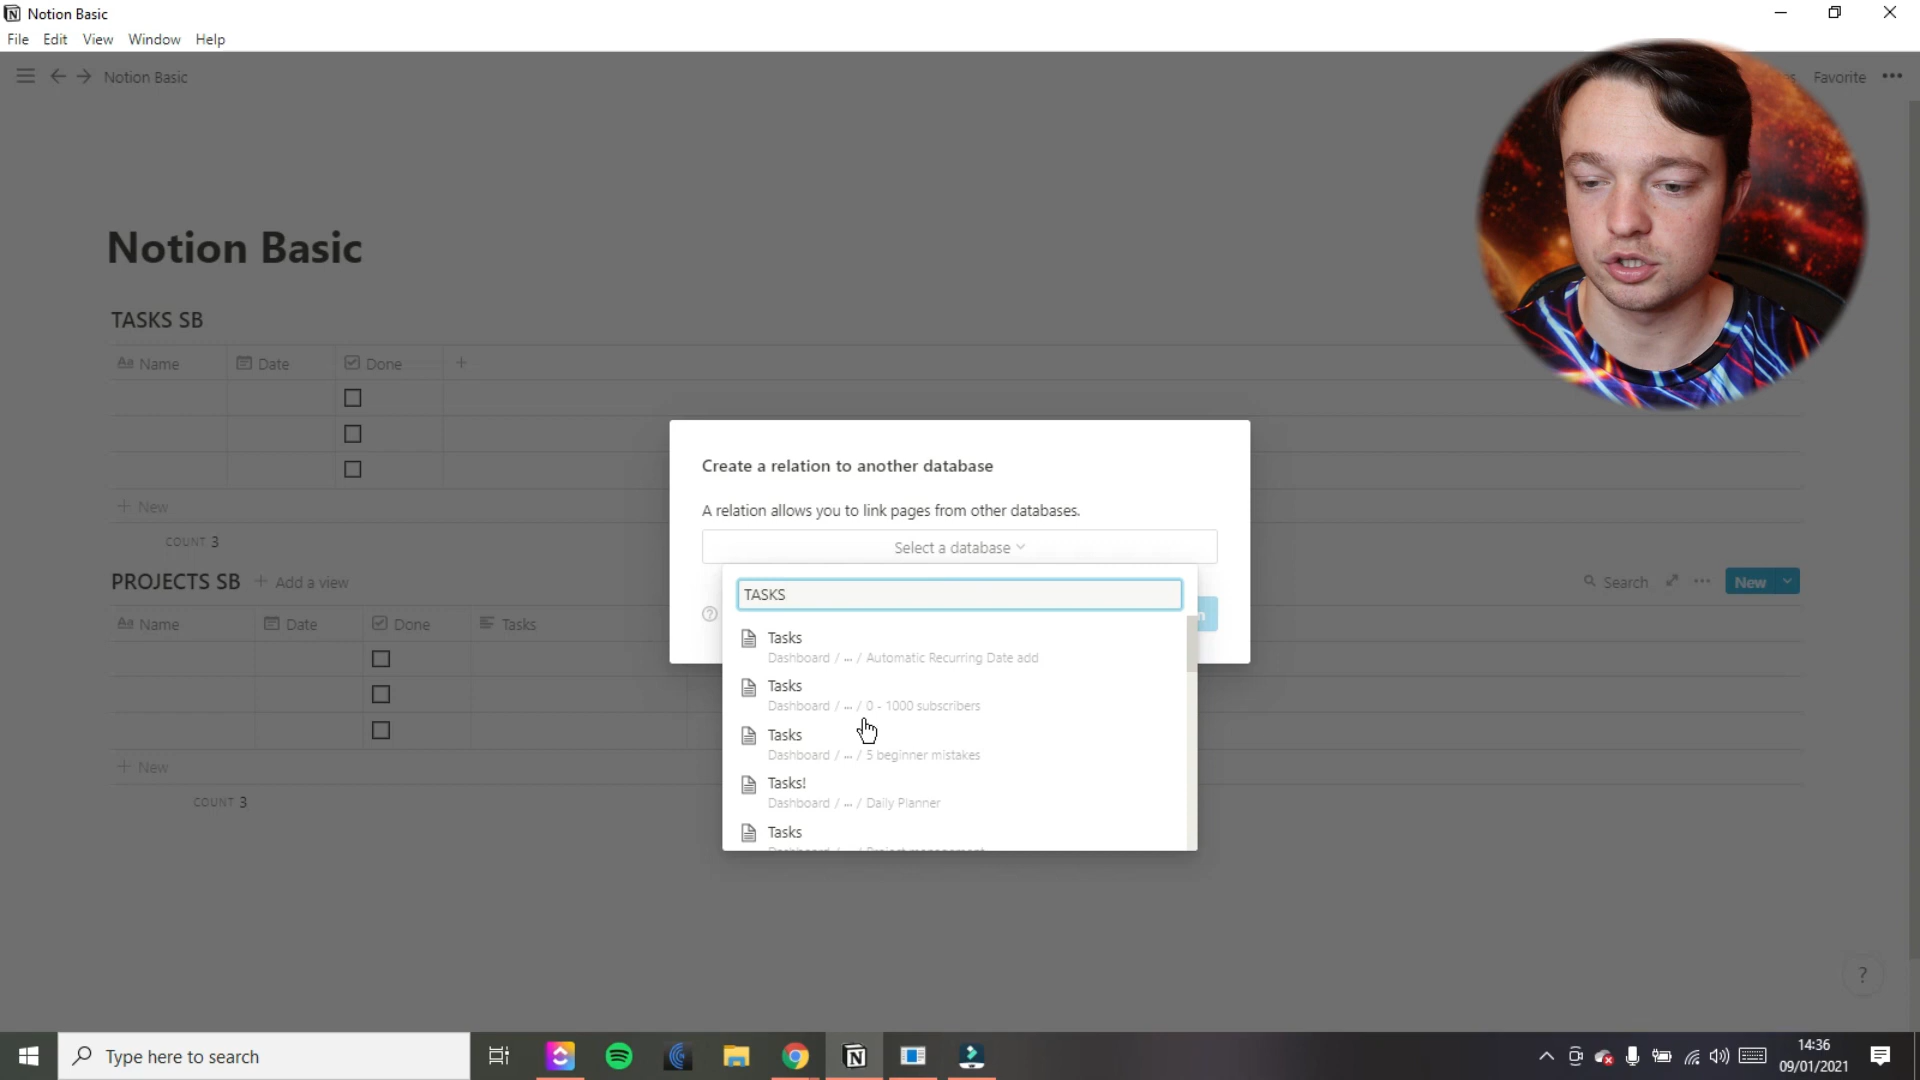 Notion Basic
File Edit View Window Help
Notion Basic
Favorite
Notion Basic
TASKS SB
Aa Name Date Done
+ New
COUNT 3
Create a relation to another database
A relation allows you to link pages from other databases.
Select a database
TASKS
Tasks
Dashboard / ... / Automatic Recurring Date add
Tasks
Dashboard / ... / 0 - 1000 subscribers
Tasks
Dashboard / ... / 5 beginner mistakes
Tasks!
Dashboard / ... / Daily Planner
Tasks
PROJECTS SB + Add a view Search New
Aa Name Date Done Tasks
+ New
COUNT 3
?
Type here to search
14:36
09/01/2021